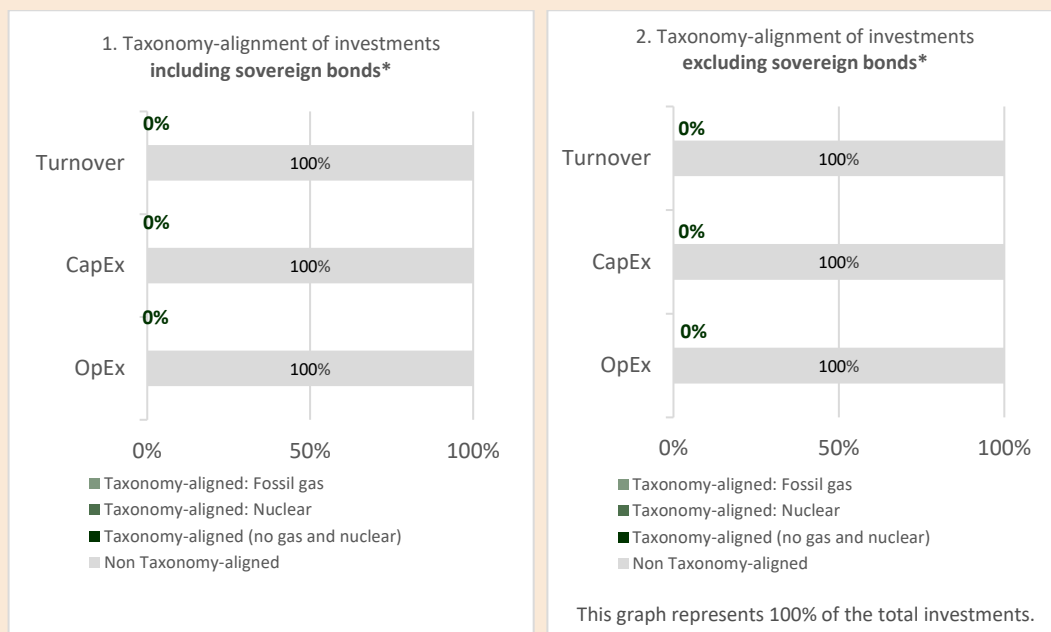 1. Taxonomy-alignment of investments
including sovereign bonds*
0%
Turnover
100%
0%
CapEx
100%
0%
OpEx
100%
0%
50%
100%
Taxonomy-aligned: Fossil gas
Taxonomy-aligned: Nuclear
Taxonomy-aligned (no gas and nuclear)
Non Taxonomy-aligned
2. Taxonomy-alignment of investments
excluding sovereign bonds*
0%
Turnover
100%
0%
CapEx
100%
0%
OpEx
100%
0%
50%
100%
Taxonomy-aligned: Fossil gas
Taxonomy-aligned: Nuclear
Taxonomy-aligned (no gas and nuclear)
Non Taxonomy-aligned
This graph represents 100% of the total investments.